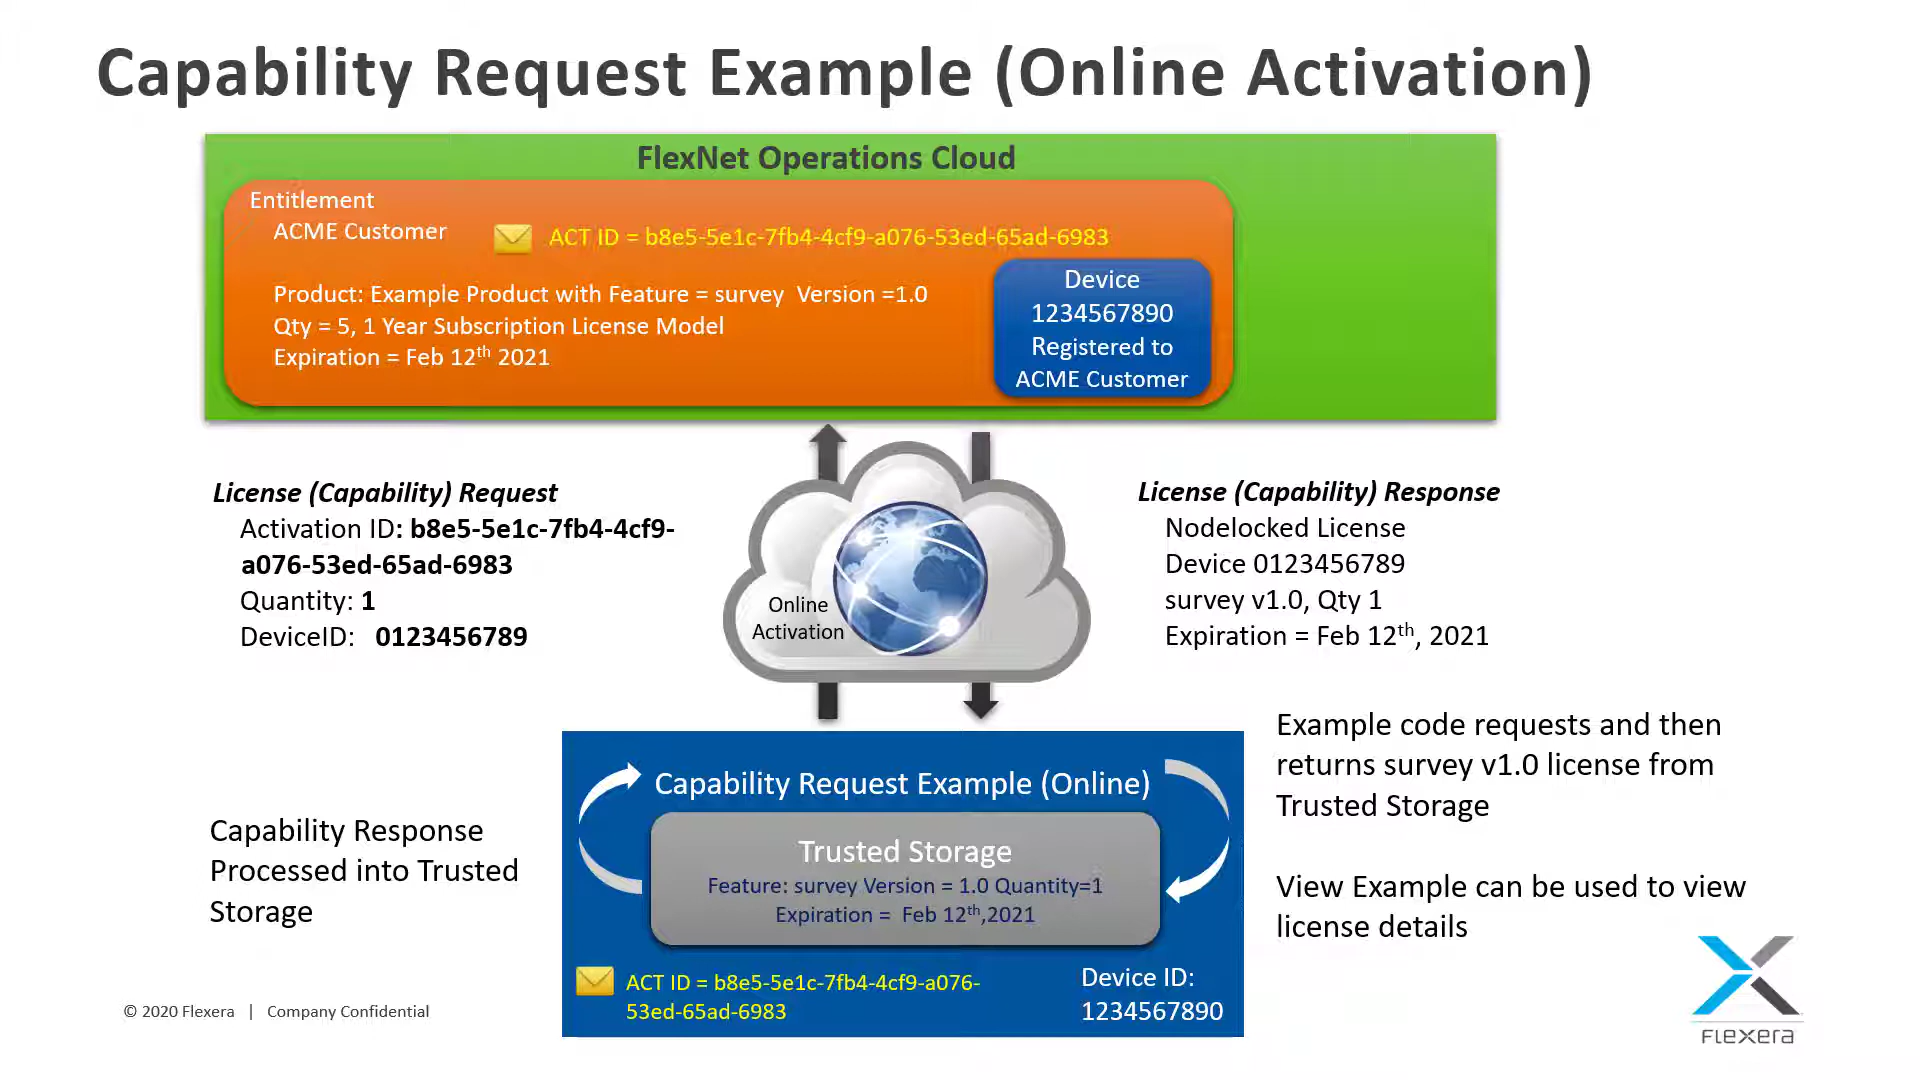 Capability Request Example (Online Activation)
FlexNet Operations Cloud
Entitlement
ACME Customer
ACT ID = b8e5-5e1c-7fb4-4cf9-a076-53ed-65ad-6983
Product: Example Product with Feature = survey  Version =1.0
Qty = 5, 1 Year Subscription License Model
Expiration = Feb 12th 2021
Device
1234567890
Registered to
ACME Customer
License (Capability) Request
Activation ID: b8e5-5e1c-7fb4-4cf9-
a076-53ed-65ad-6983
Quantity: 1
DeviceID: 0123456789
Online
Activation
License (Capability) Response
Nodelocked License
Device 0123456789
survey v1.0, Qty 1
Expiration = Feb 12th, 2021
Capability Response
Processed into Trusted
Storage
Capability Request Example (Online)
Trusted Storage
Feature: survey Version = 1.0 Quantity=1
Expiration =  Feb 12th,2021
ACT ID = b8e5-5e1c-7fb4-4cf9-a076-
53ed-65ad-6983
Device ID:
1234567890
Example code requests and then
returns survey v1.0 license from
Trusted Storage
View Example can be used to view
license details
© 2020 Flexera | Company Confidential
FLEXERA